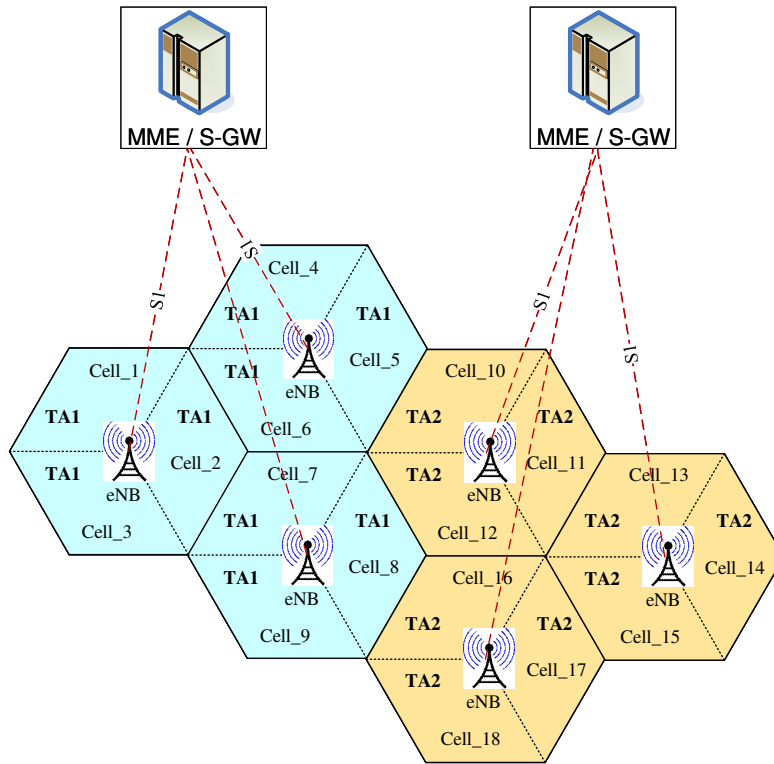 MME / S-GW
MME / S-GW
S1
S1
S1
S1
Cell_4
TA1
TA1
Cell_5
TA1
eNB
Cell_6
Cell_1
TA1
TA1
Cell_2
TA1
eNB
Cell_3
Cell_10
TA2
TA2
Cell_11
TA2
eNB
Cell_12
Cell_7
TA1
TA1
Cell_8
TA1
eNB
Cell_9
Cell_13
TA2
TA2
Cell_14
TA2
eNB
Cell_15
Cell_16
TA2
TA2
Cell_17
TA2
eNB
Cell_18